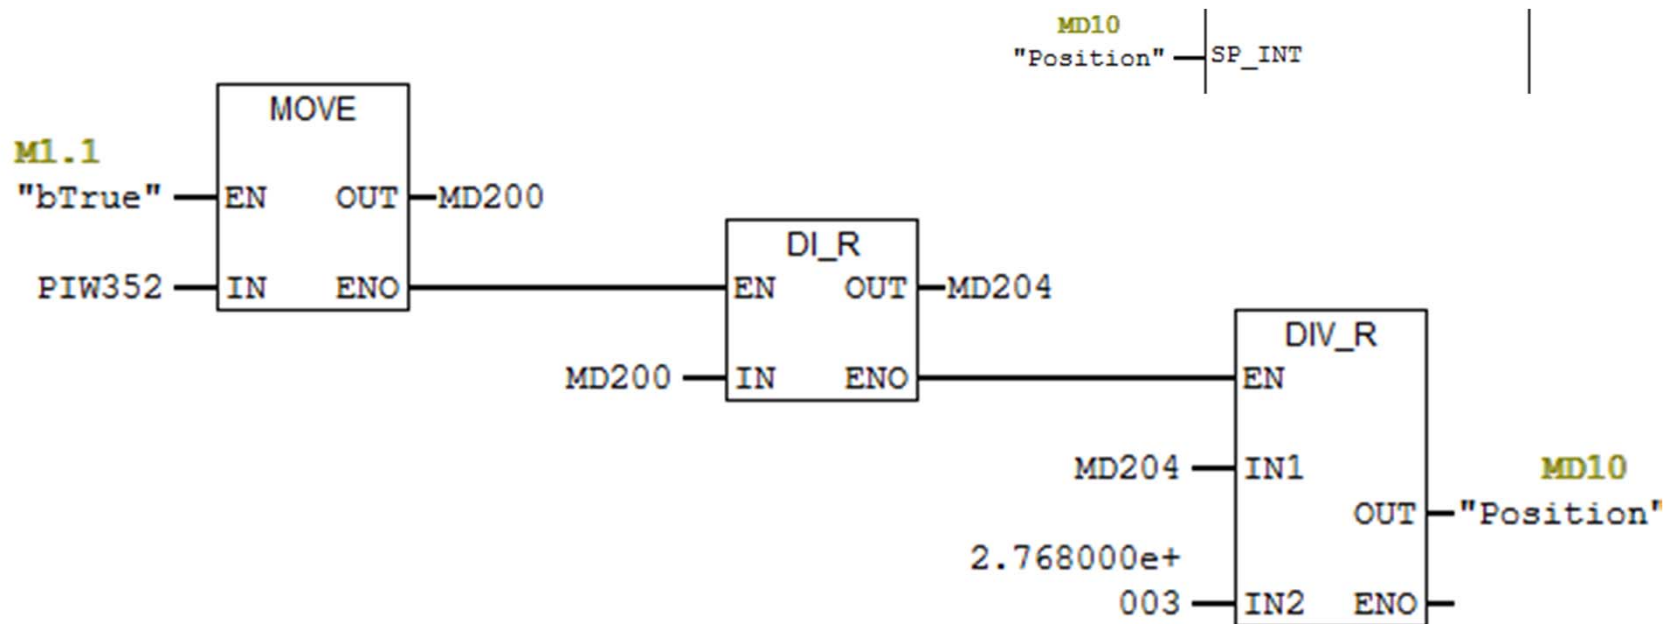 MD10
"Position" SP_INT
MOVE
M1.1
"bTrue" EN OUT MD200
PIW352 IN ENO
DI_R
EN OUT MD204
MD200 IN ENO
DIV_R
EN
MD204 IN1
MD10
OUT "Position"
2.768000e+
003 IN2 ENO